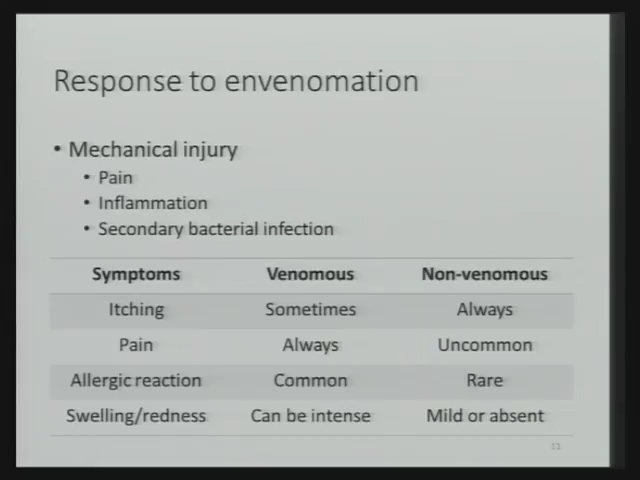 Response to envenomation
• Mechanical injury
• Pain
• Inflammation
• Secondary bacterial infection
Symptoms Venomous Non-venomous
Itching Sometimes Always
Pain Always Uncommon
Allergic reaction Common Rare
Swelling/redness Can be intense Mild or absent
11